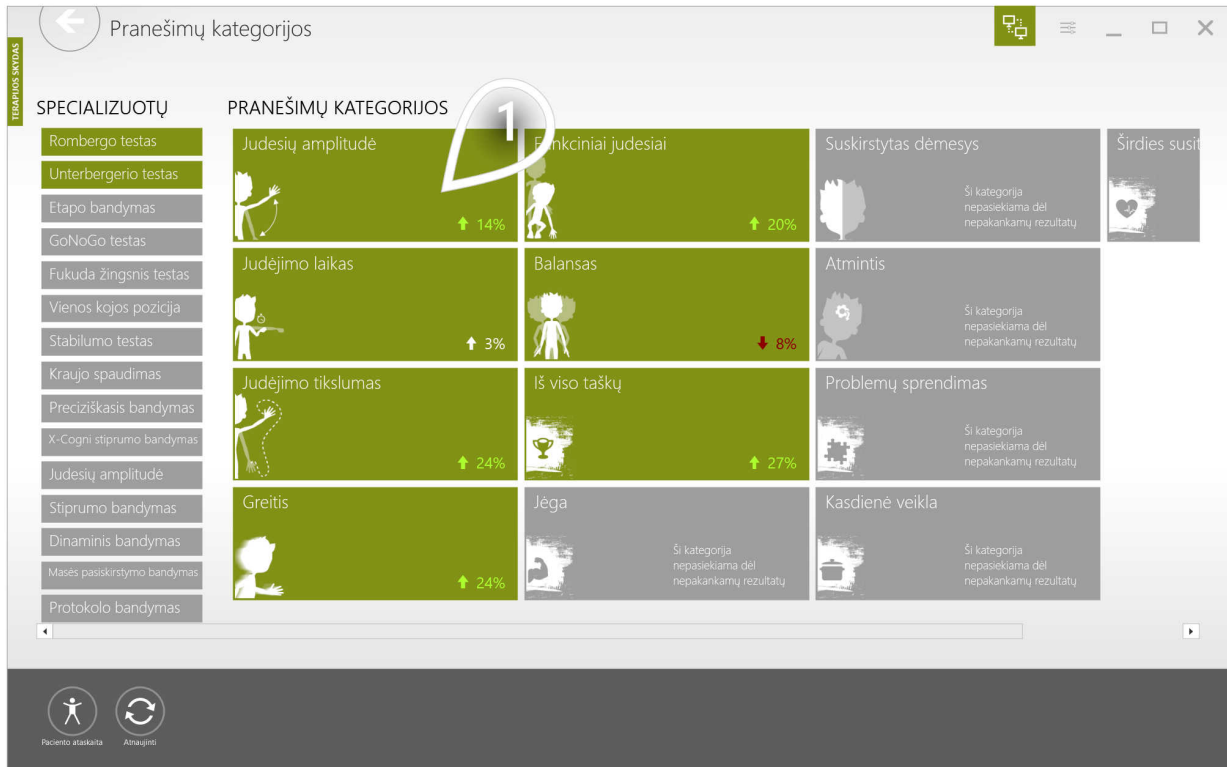 Pranešimų kategorijos
TERAPIJOS SKYDAS
SPECIALIZUOTŲ
Rombergo testas
Unterbergerio testas
Etapo bandymas
GoNoGo testas
Fukuda žingsnis testas
Vienos kojos pozicija
Stabilumo testas
Kraujo spaudimas
Preciziškasis bandymas
X-Cogni stiprumo bandymas
Judesių amplitudė
Stiprumo bandymas
Dinaminis bandymas
Masės pasiskirstymo bandymas
Protokolo bandymas
PRANEŠIMŲ KATEGORIJOS
1
Judesių amplitudė
14%
Judėjimo laikas
3%
Judėjimo tikslumas
24%
Greitis
24%
Funkciniai judesiai
20%
Balansas
8%
Iš viso taškų
27%
Jėga
Ši kategorija
nepasiekiama dėl
nepakankamų rezultatų
Suskirstytas dėmesys
Ši kategorija
nepasiekiama dėl
nepakankamų rezultatų
Atmintis
Ši kategorija
nepasiekiama dėl
nepakankamų rezultatų
Problemų sprendimas
Ši kategorija
nepasiekiama dėl
nepakankamų rezultatų
Kasdienė veikla
Ši kategorija
nepasiekiama dėl
nepakankamų rezultatų
Širdies susit
Paciento ataskaita
Atnaujinti